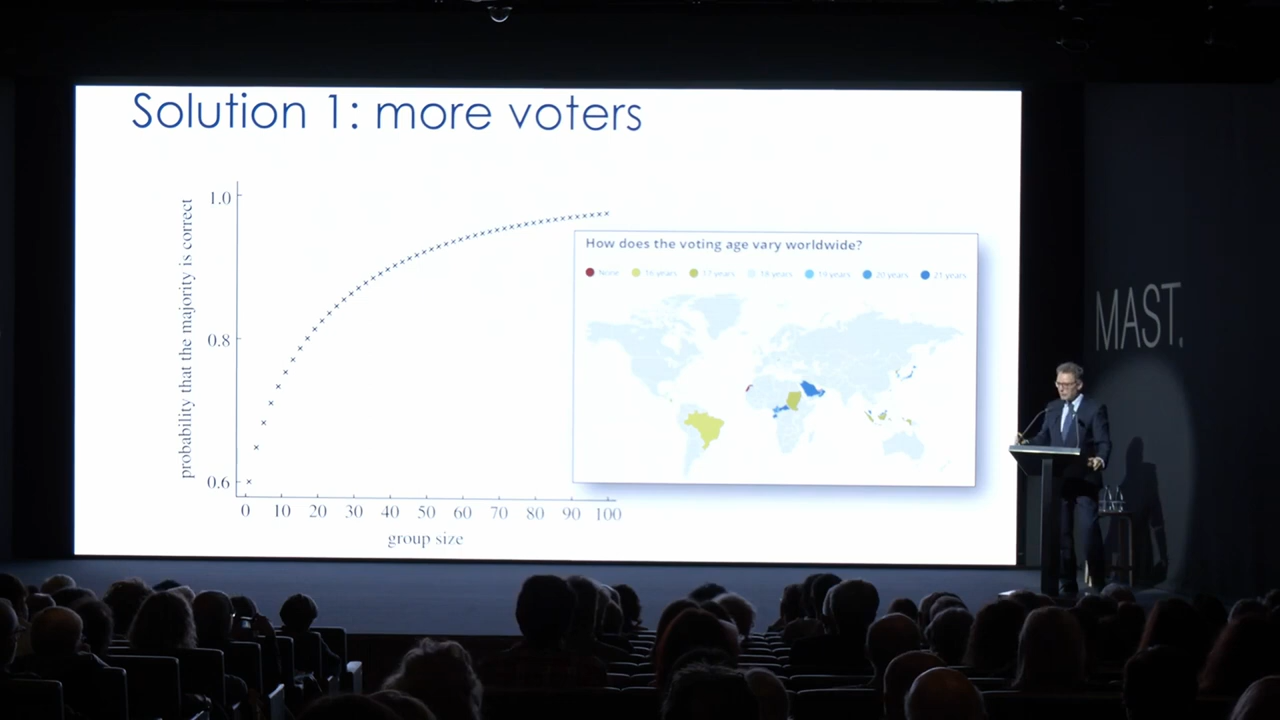 Solution 1: more voters
probability that the majority is correct
1.0
0.8
0.6
0 10 20 30 40 50 60 70 80 90 100
group size
How does the voting age vary worldwide?
None 16 years 17 years 18 years 19 years 20 years 21 years
MAST.